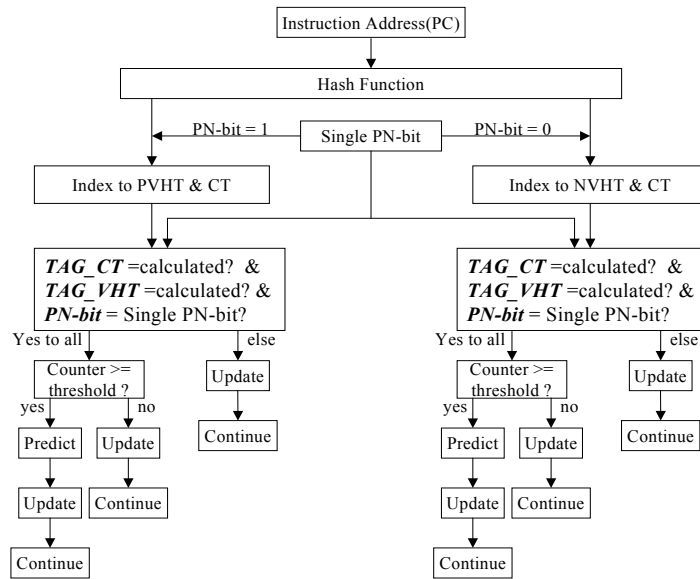 Instruction Address(PC)
Hash Function
PN-bit = 1
Single PN-bit
PN-bit = 0
Index to PVHT & CT
Index to NVHT & CT
TAG_CT =calculated? &
TAG_VHT =calculated? &
PN-bit = Single PN-bit?
TAG_CT =calculated? &
TAG_VHT =calculated? &
PN-bit = Single PN-bit?
Yes to all
else
Yes to all
else
Counter >=
threshold ?
Update
Counter >=
threshold ?
Update
yes
no
Continue
yes
no
Continue
Predict
Update
Predict
Update
Update
Continue
Update
Continue
Continue
Continue